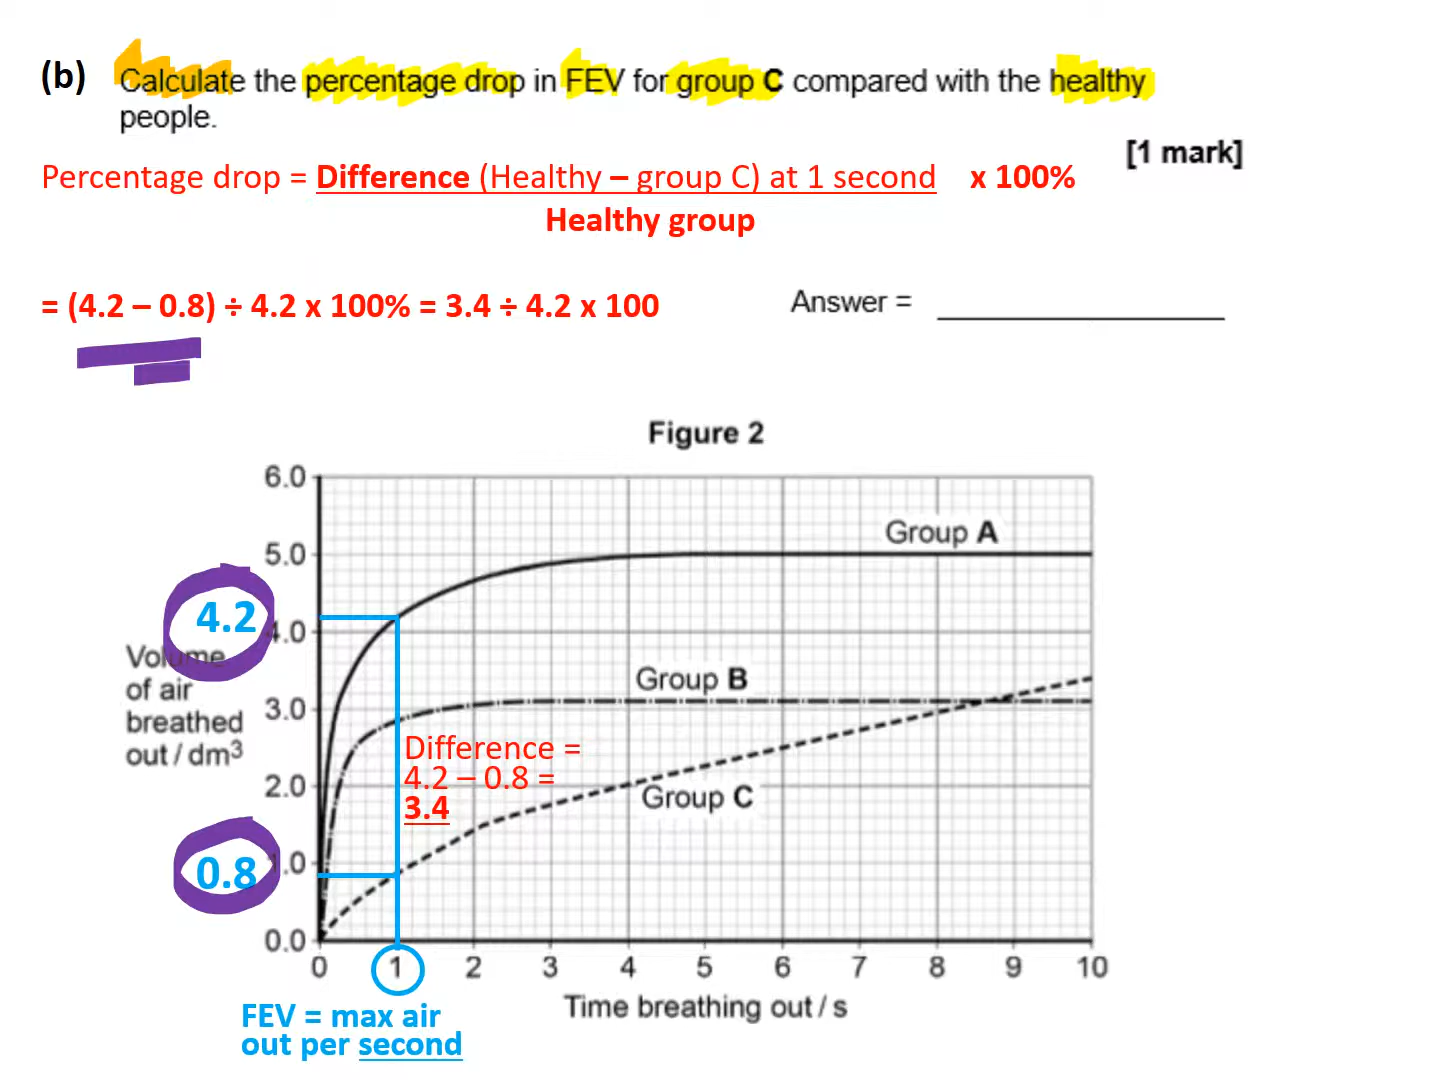 (b) Calculate the percentage drop in FEV for group C compared with the healthy
people.
[1 mark]
Percentage drop = Difference (Healthy – group C) at 1 second x 100%
Healthy group
= (4.2 – 0.8) ÷ 4.2 x 100% = 3.4 ÷ 4.2 x 100
Answer =
Figure 2
6.0
5.0
4.0
3.0
2.0
1.0
0.0
4.2
0.8
Volume
of air
breathed
out / dm³
Group A
Group B
Group C
Difference =
4.2 – 0.8 =
3.4
0 1 2 3 4 5 6 7 8 9 10
Time breathing out / s
FEV = max air
out per second